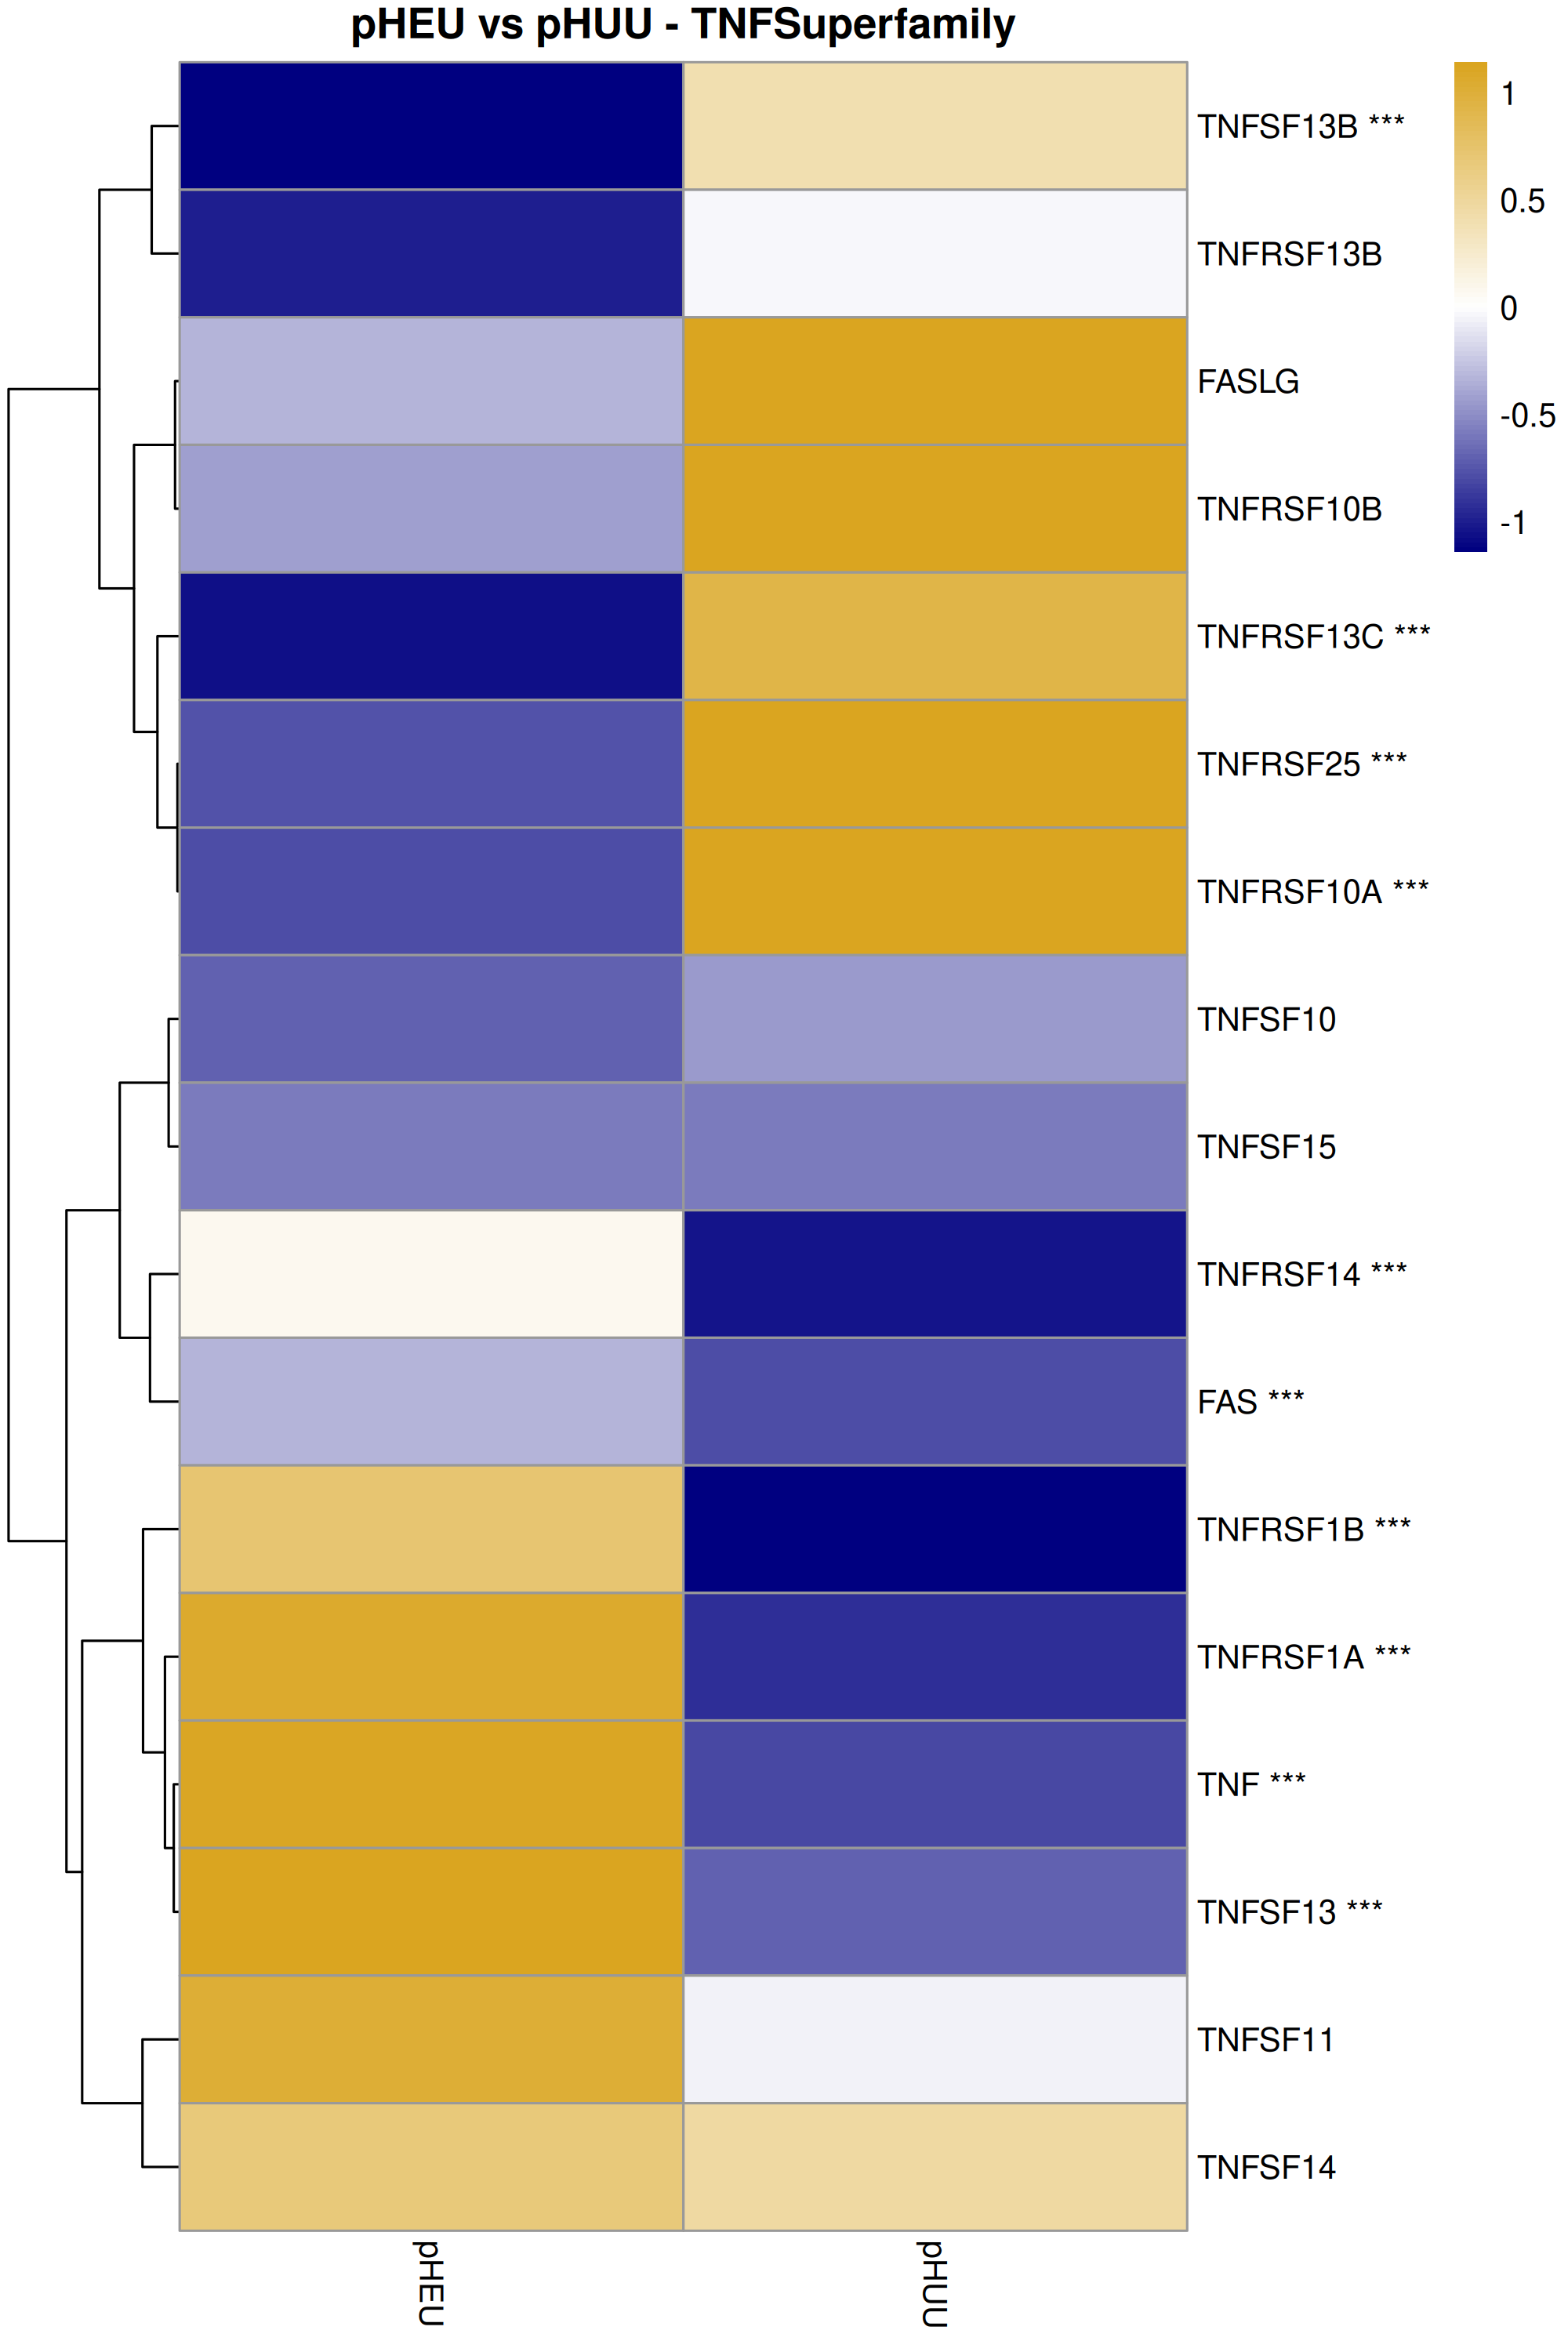 pHEU vs pHUU - TNFSuperfamily
TNFSF13B ***
TNFRSF13B
FASLG
TNFRSF10B
TNFRSF13C ***
TNFRSF25 ***
TNFRSF10A ***
TNFSF10
TNFSF15
TNFRSF14 ***
FAS ***
TNFRSF1B ***
TNFRSF1A ***
TNF ***
TNFSF13 ***
TNFSF11
TNFSF14
1
0.5
0
-0.5
-1
pHEU
pHUU